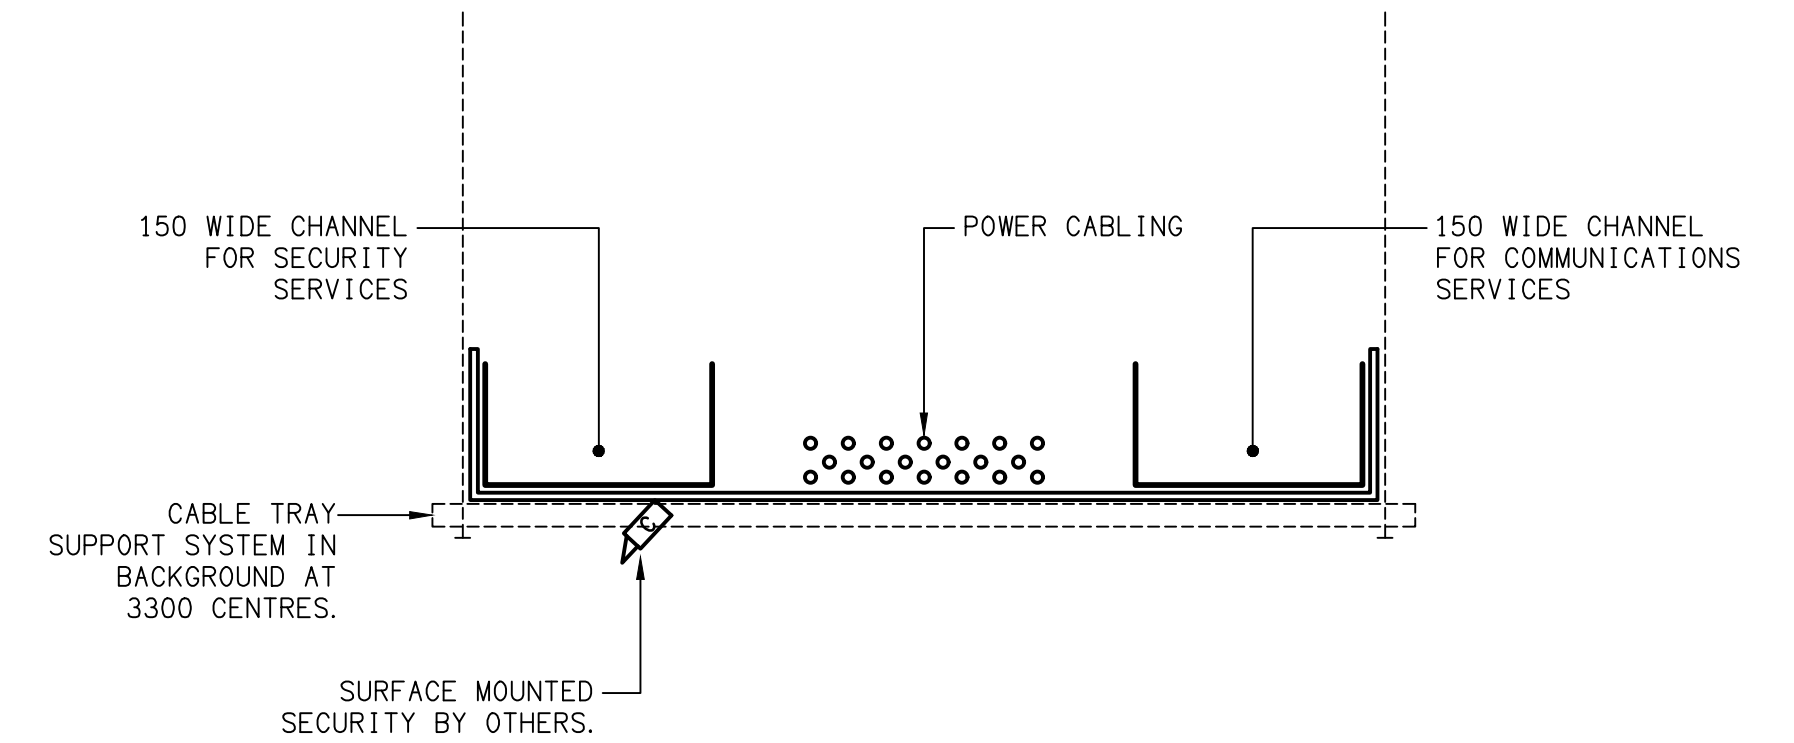 150 WIDE CHANNEL
FOR SECURITY
SERVICES
POWER CABLING
150 WIDE CHANNEL
FOR COMMUNICATIONS
SERVICES
CABLE TRAY
SUPPORT SYSTEM IN
BACKGROUND AT
3300 CENTRES.
C
SURFACE MOUNTED
SECURITY BY OTHERS.